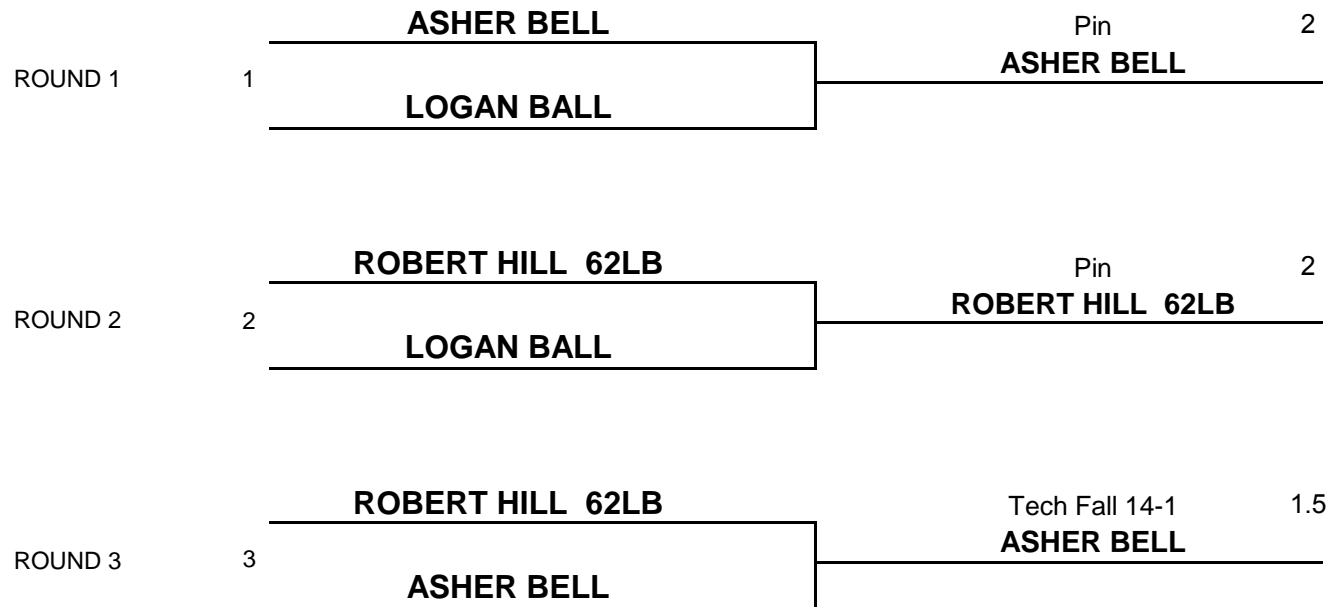 ASHER BELL
Pin 2
ROUND 1 1
ASHER BELL
LOGAN BALL
ROBERT HILL 62LB
Pin 2
ROUND 2 2
ROBERT HILL 62LB
LOGAN BALL
ROBERT HILL 62LB
Tech Fall 14-1 1.5
ROUND 3 3
ASHER BELL
ASHER BELL